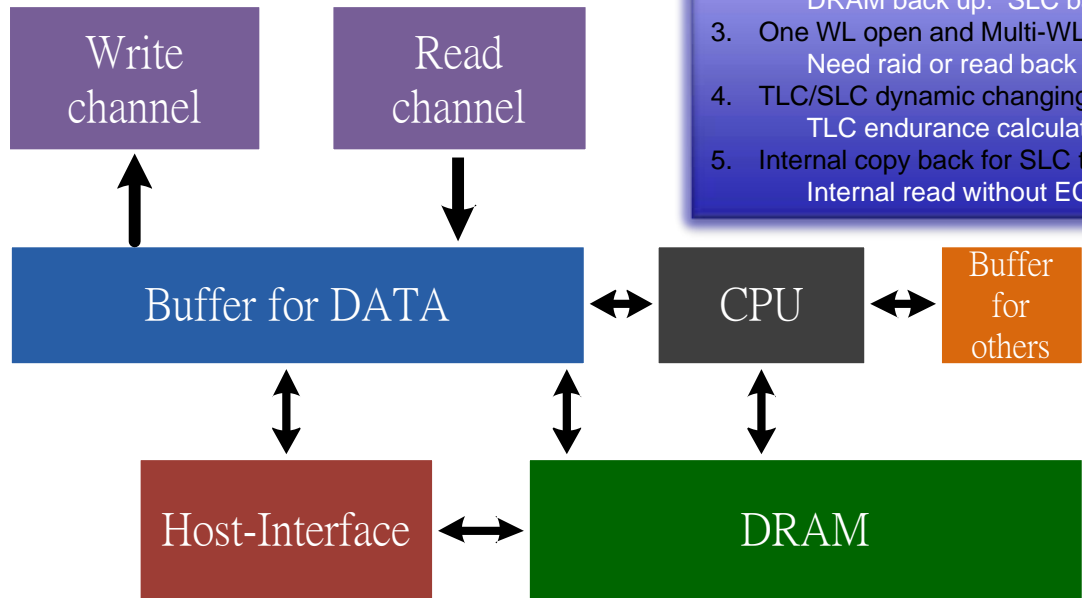 Write
channel
Read
channel
DRAM back up. SLC b
3. One WL open and Multi-WL
Need raid or read back
4. TLC/SLC dynamic changing
TLC endurance calculat
5. Internal copy back for SLC t
Internal read without EC
Buffer for DATA
CPU
Buffer
for
others
Host-Interface
DRAM